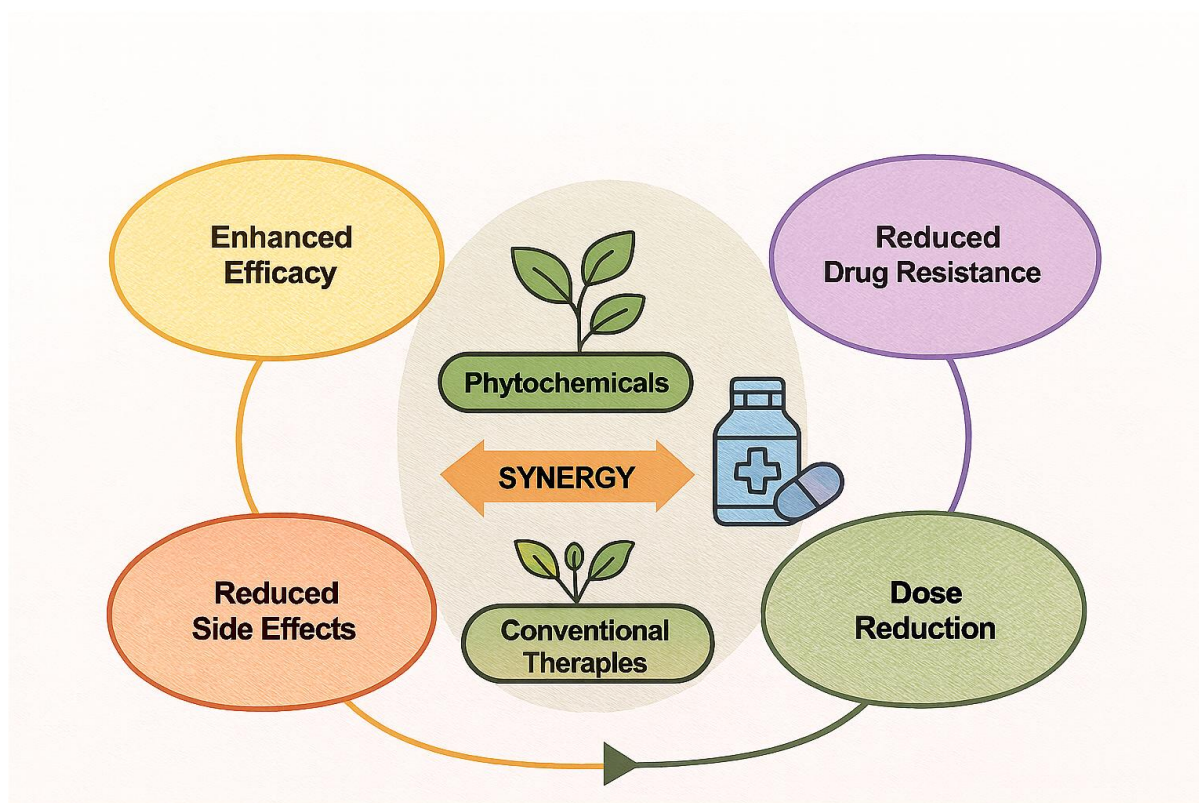 Enhanced
Efficacy
Reduced
Drug Resistance
Phytochemicals
SYNERGY
Reduced
Side Effects
Conventional
Theraples
Dose
Reduction